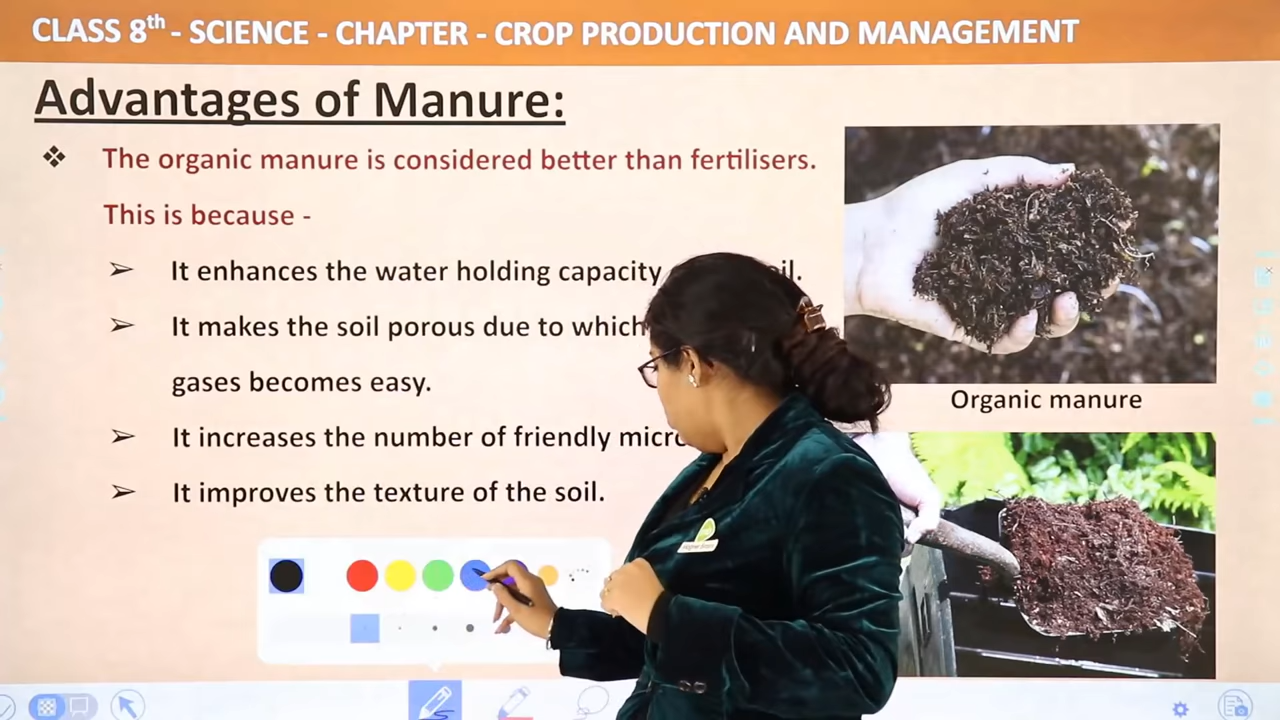 CLASS 8th - SCIENCE - CHAPTER - CROP PRODUCTION AND MANAGEMENT
Advantages of Manure:
❖ The organic manure is considered better than fertilisers.
This is because -
➢ It enhances the water holding capacity
➢ It makes the soil porous due to which
gases becomes easy.
➢ It increases the number of friendly
➢ It improves the texture of the soil.
Organic manure